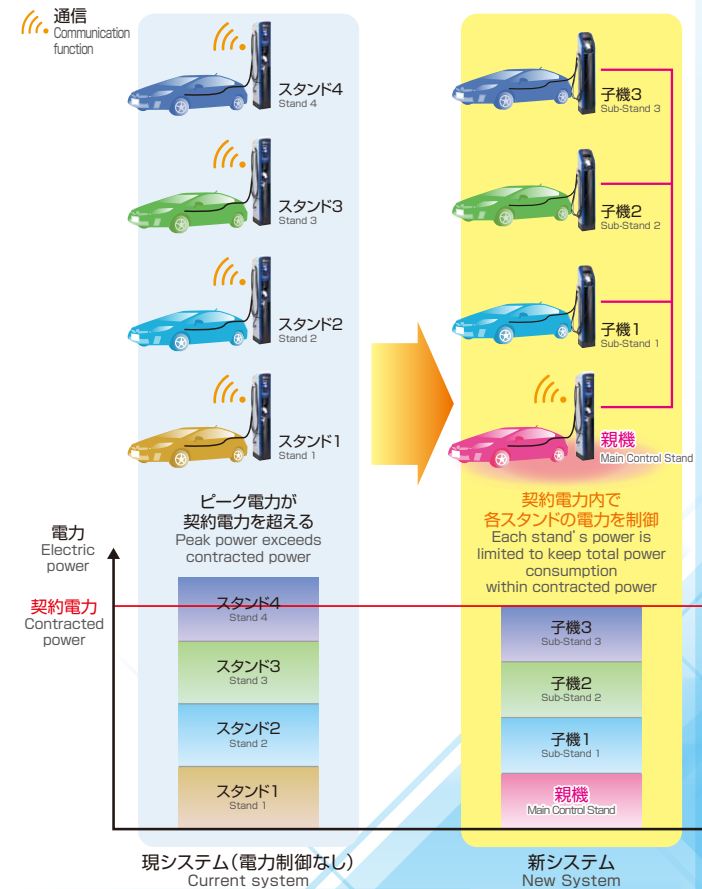 通信
Communication
function
スタンド4
Stand 4
スタンド3
Stand 3
スタンド2
Stand 2
スタンド1
Stand 1
子機3
Sub-Stand 3
子機2
Sub-Stand 2
子機1
Sub-Stand 1
親機
Main Control Stand
ピーク電力が
契約電力を超える
Peak power exceeds
contracted power
契約電力内で
各スタンドの電力を制御
Each stand's power is
limited to keep total power
consumption
within contracted power
電力
Electric
power
契約電力
Contracted
power
スタンド4
Stand 4
スタンド3
Stand 3
スタンド2
Stand 2
スタンド1
Stand 1
子機3
Sub-Stand 3
子機2
Sub-Stand 2
子機1
Sub-Stand 1
親機
Main Control Stand
現システム(電力制御なし)
Current system
新システム
New System